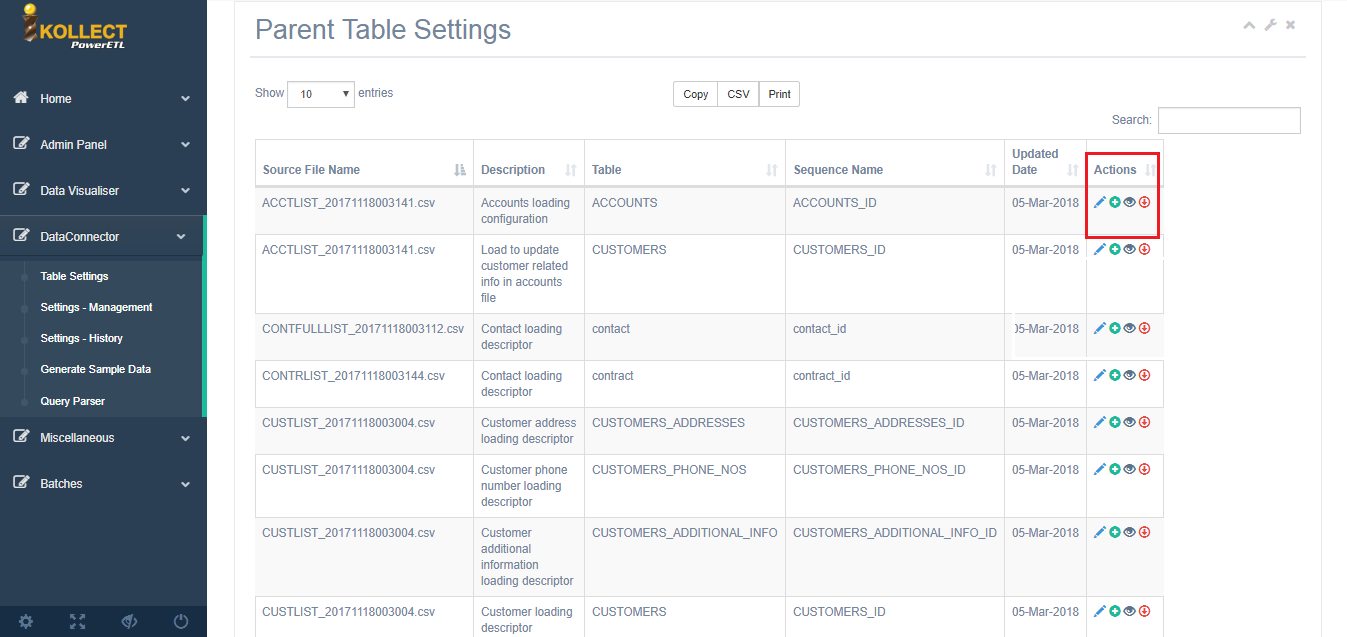 KOLLECT
PowerETL
Home
Admin Panel
Data Visualiser
DataConnector
Table Settings
Settings - Management
Settings - History
Generate Sample Data
Query Parser
Miscellaneous
Batches
Parent Table Settings
Show 10 entries
Copy CSV Print
Search:
Source File Name Description Table Sequence Name Updated Date Actions
ACCTLIST_20171118003141.csv Accounts loading configuration ACCOUNTS ACCOUNTS_ID 05-Mar-2018
ACCTLIST_20171118003141.csv Load to update customer related info in accounts file CUSTOMERS CUSTOMERS_ID 05-Mar-2018
CONTFULLLIST_20171118003112.csv Contact loading descriptor contact contact_id 05-Mar-2018
CONTRLIST_20171118003144.csv Contact loading descriptor contract contract_id 05-Mar-2018
CUSTLIST_20171118003004.csv Customer address loading descriptor CUSTOMERS_ADDRESSES CUSTOMERS_ADDRESSES_ID 05-Mar-2018
CUSTLIST_20171118003004.csv Customer phone number loading descriptor CUSTOMERS_PHONE_NOS CUSTOMERS_PHONE_NOS_ID 05-Mar-2018
CUSTLIST_20171118003004.csv Customer additional information loading descriptor CUSTOMERS_ADDITIONAL_INFO CUSTOMERS_ADDITIONAL_INFO_ID 05-Mar-2018
CUSTLIST_20171118003004.csv Customer loading descriptor CUSTOMERS CUSTOMERS_ID 05-Mar-2018